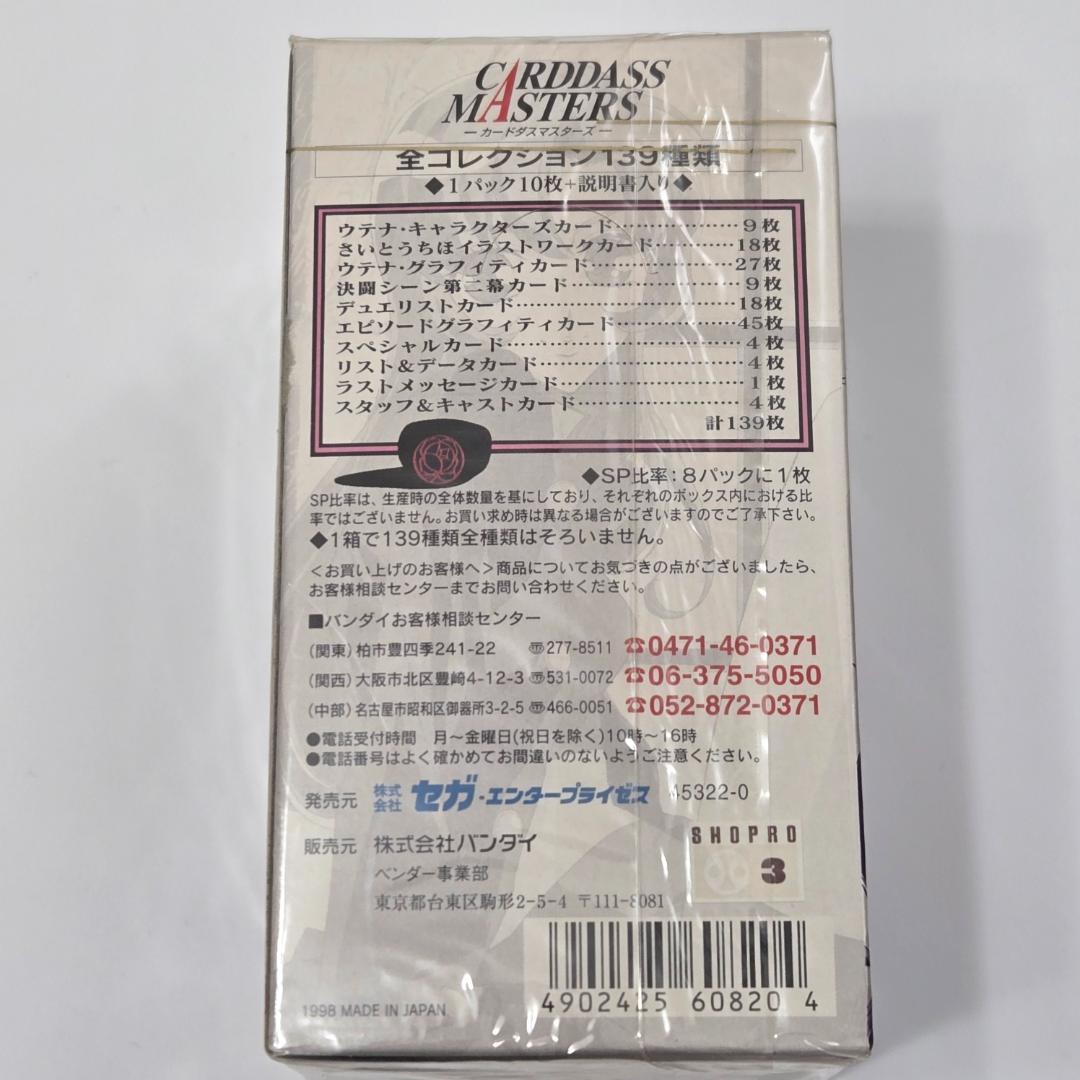 CARDDASS
MASTERS
ーカードダスマスターズー
全コレクション139種類
◆1パック10枚+説明書入り◆
ウテナ・キャラクターズカード………………9枚
さいとうちほイラストワークカード…………18枚
ウテナ・グラフィティカード…………………27枚
決闘シーン第二幕カード………………………9枚
デュエリストカード……………………………18枚
エピソードグラフィティカード………………45枚
スペシャルカード………………………………4枚
リスト&データカード…………………………4枚
ラストメッセージカード………………………1枚
スタッフ&キャストカード……………………4枚
計139枚
◆SP比率:8パックに1枚
SP比率は、生産時の全体数量を基にしており、それぞれのボックス内における比
率ではございません。お買い求め時は異なる場合がございますのでご了承下さい。
◆1箱で139種類全種類はそろいません。
<お買い上げのお客様へ>商品についてお気づきの点がございましたら、
お客様相談センターまでお問い合わせください。
■バンダイお客様相談センター
(関東)柏市豊四季241-22 〠277-8511 ☎0471-46-0371
(関西)大阪市北区豊崎4-12-3 〠531-0072 ☎06-375-5050
(中部)名古屋市昭和区御器所3-2-5 〠466-0051 ☎052-872-0371
●電話受付時間 月〜金曜日(祝日を除く)10時〜16時
●電話番号はよく確かめてお間違いのないようご注意ください。
発売元 株式会社 セガ・エンタープライゼス 45322-0
販売元 株式会社バンダイ
ベンダー事業部
東京都台東区駒形2-5-4 〒111-8081
SHOPRO
3
1998 MADE IN JAPAN
4902425 60820 4